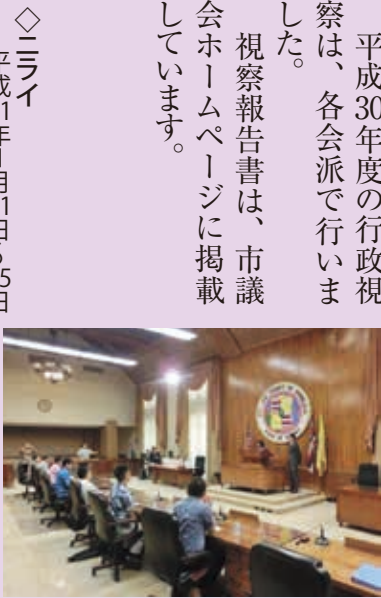 平成30年度の行政視
察は、各会派で行いま
した。
視察報告書は、市議
会ホームページに掲載
しています。
◇ニライ